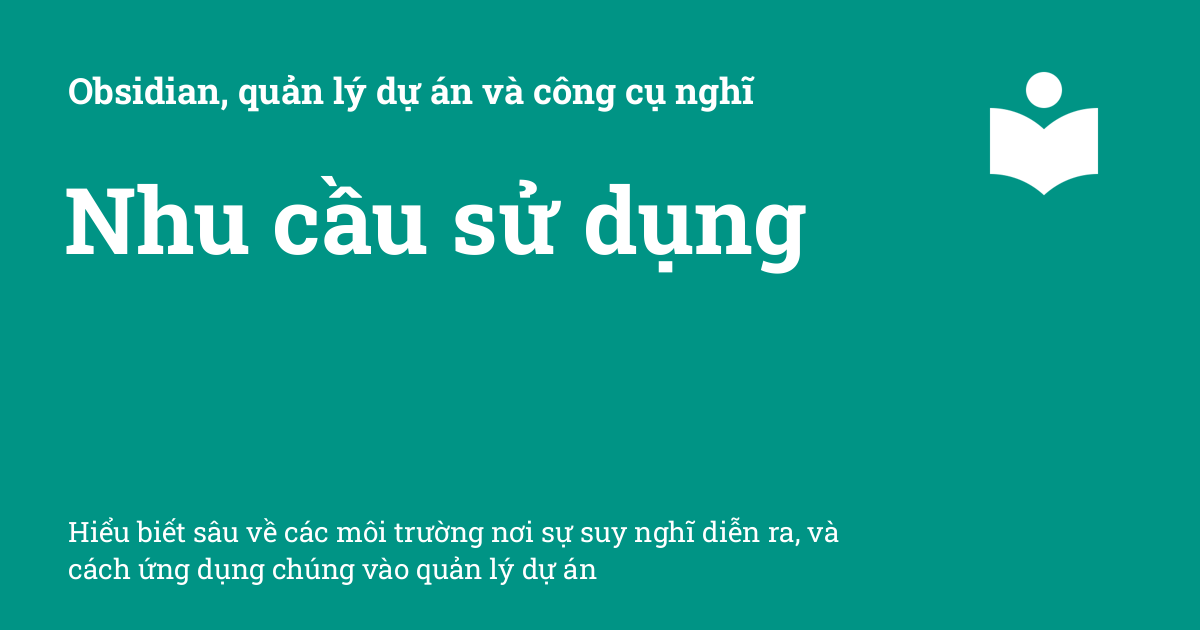 Obsidian, quản lý dự án và công cụ nghĩ
Nhu cầu sử dụng
Hiểu biết sâu về các môi trường nơi sự suy nghĩ diễn ra, và
cách ứng dụng chúng vào quản lý dự án